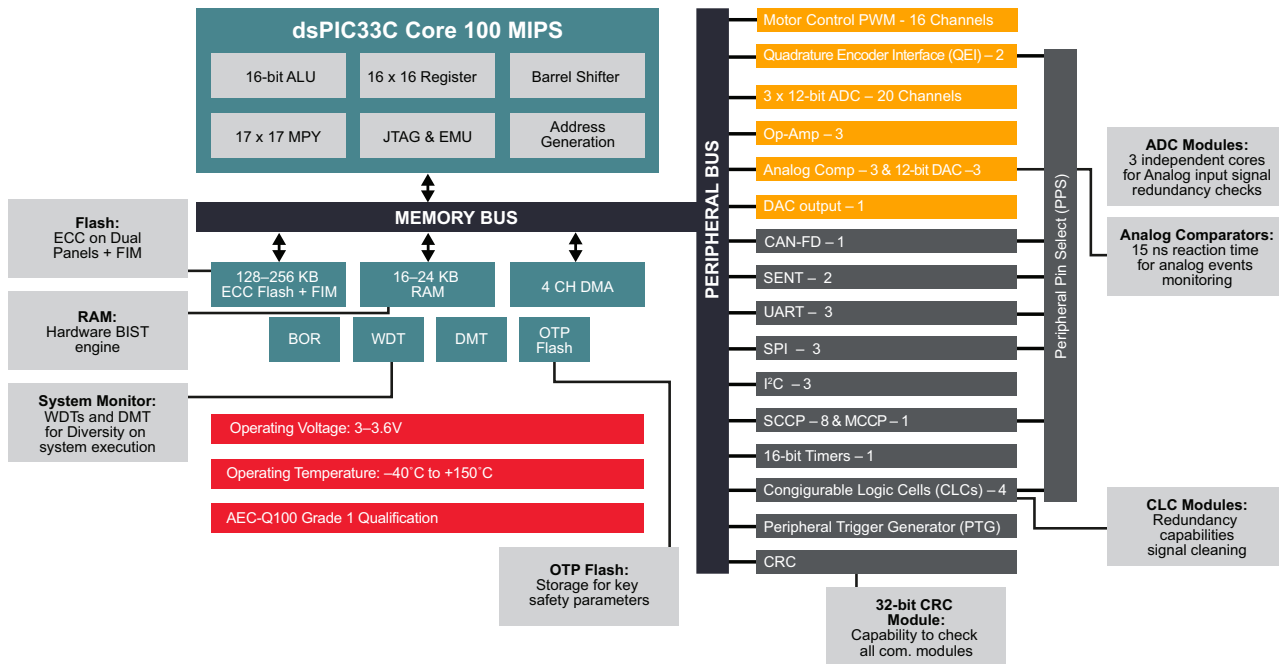 dsPIC33C Core 100 MIPS
16-bit ALU
16 x 16 Register
Barrel Shifter
17 x 17 MPY
JTAG & EMU
Address
Generation
MEMORY BUS
Flash:
ECC on Dual
Panels + FIM
RAM:
Hardware BIST
engine
System Monitor:
WDTs and DMT
for Diversity on
system execution
128–256 KB
ECC Flash + FIM
16–24 KB
RAM
4 CH DMA
BOR
WDT
DMT
OTP
Flash
Operating Voltage: 3–3.6V
Operating Temperature: –40˚C to +150˚C
AEC-Q100 Grade 1 Qualification
OTP Flash:
Storage for key
safety parameters
PERIPHERAL BUS
Motor Control PWM - 16 Channels
Quadrature Encoder Interface (QEI) – 2
3 x 12-bit ADC – 20 Channels
Op-Amp – 3
Analog Comp – 3 & 12-bit DAC –3
DAC output – 1
CAN-FD – 1
SENT – 2
UART – 3
SPI – 3
I²C – 3
SCCP – 8 & MCCP – 1
16-bit Timers – 1
Congigurable Logic Cells (CLCs) – 4
Peripheral Trigger Generator (PTG)
CRC
Peripheral Pin Select (PPS)
ADC Modules:
3 independent cores
for Analog input signal
redundancy checks
Analog Comparators:
15 ns reaction time
for analog events
monitoring
CLC Modules:
Redundancy
capabilities
signal cleaning
32-bit CRC
Module:
Capability to check
all com. modules